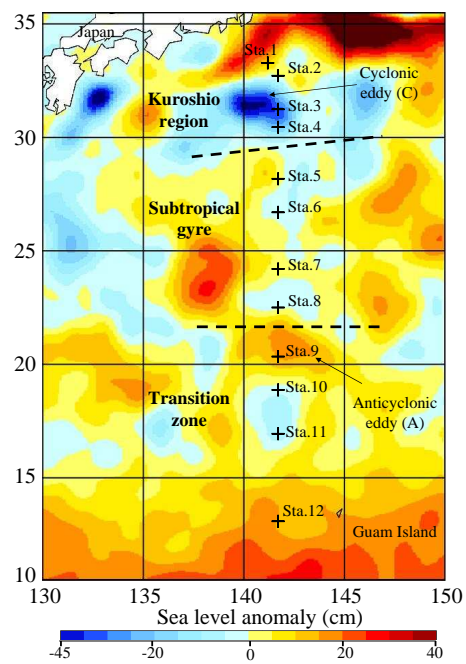 35
Japan
Sta.1
Sta.2
Cyclonic
eddy (C)
Kuroshio
region
Sta.3
Sta.4
30
Sta.5
Subtropical
gyre
Sta.6
25
Sta.7
Sta.8
20
Sta.9
Transition
zone
Sta.10
Anticyclonic
eddy (A)
Sta.11
15
Sta.12
Guam Island
10
130 135 140 145 150
Sea level anomaly (cm)
-45 -20 0 20 40